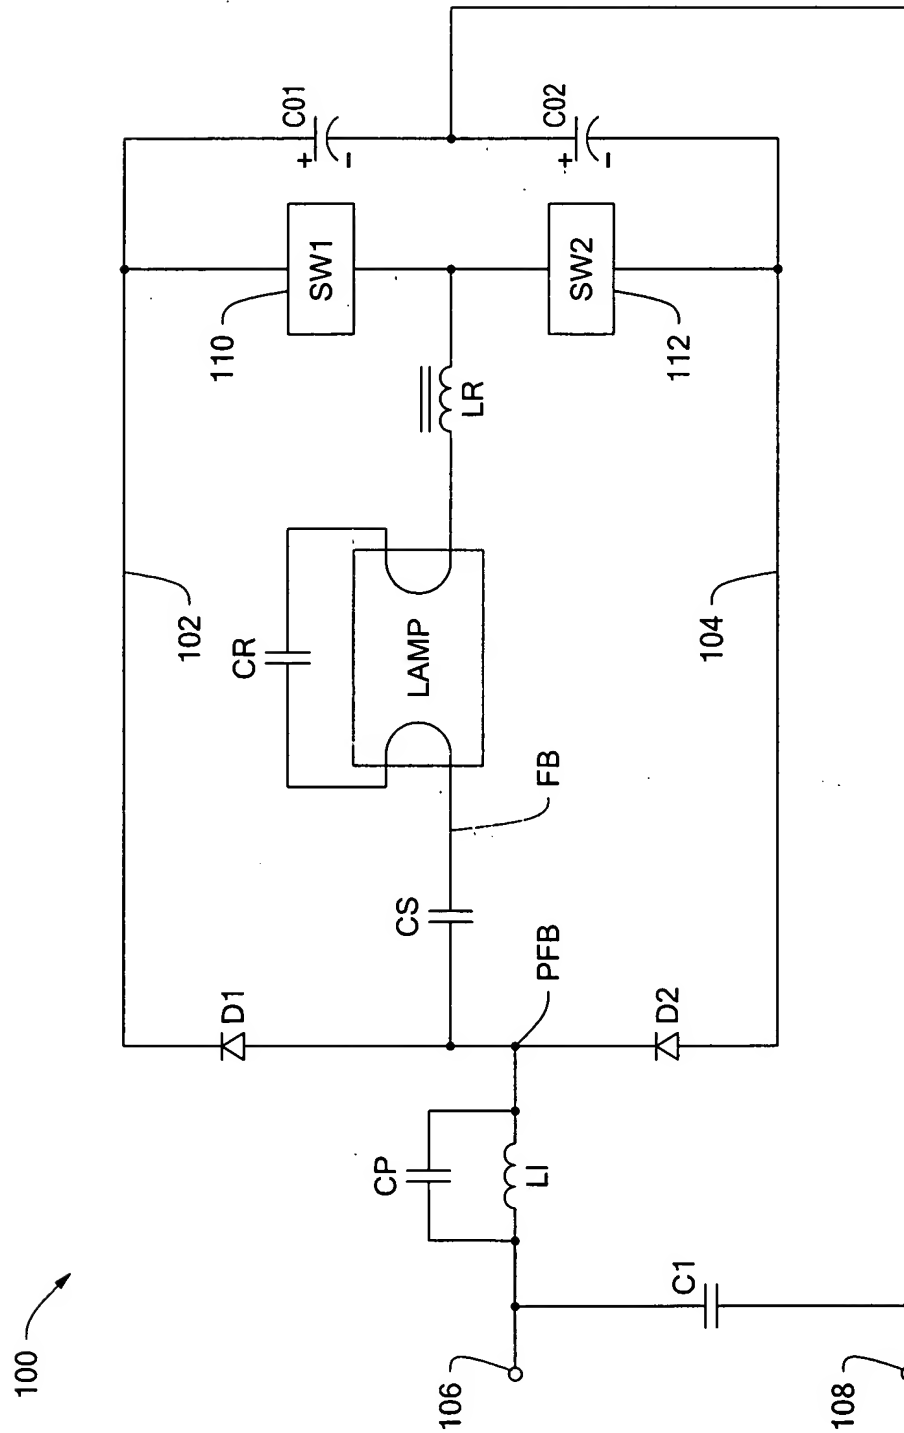 100
106
108
CP
LI
C1
D1
PFB
D2
CS
FB
CR
LAMP
102
104
LR
110
SW1
SW2
112
C01
+
-
C02
+
-